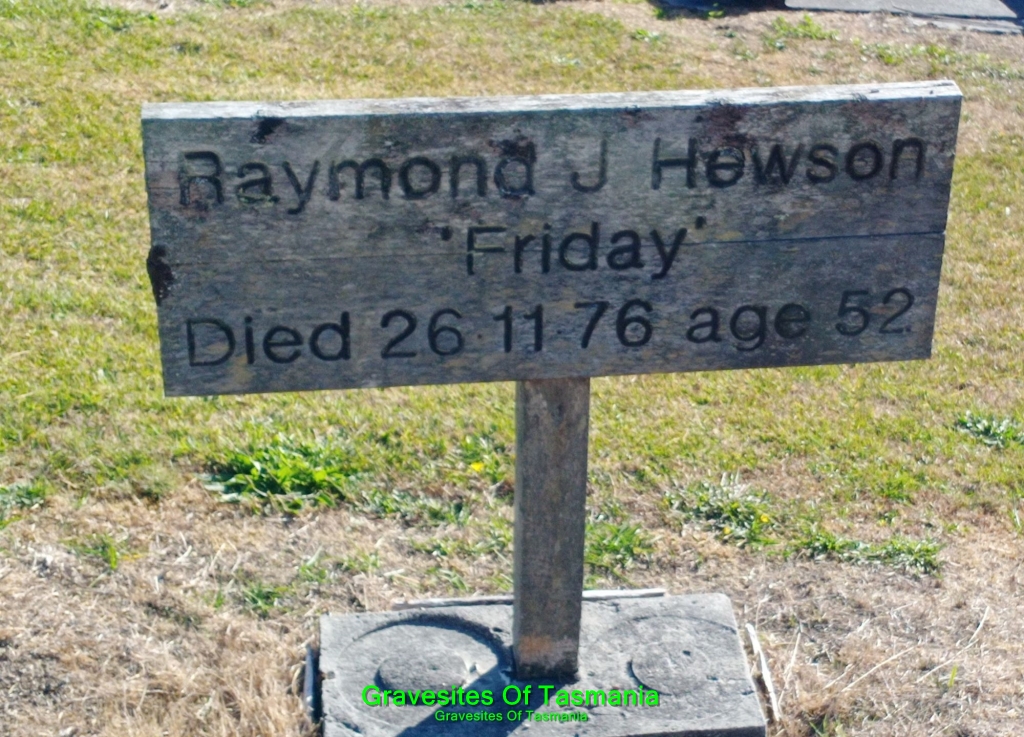 Raymond J Hewson
'Friday'
Died 26·11·76 age 52
Gravesites Of Tasmania
Gravesites Of Tasmania